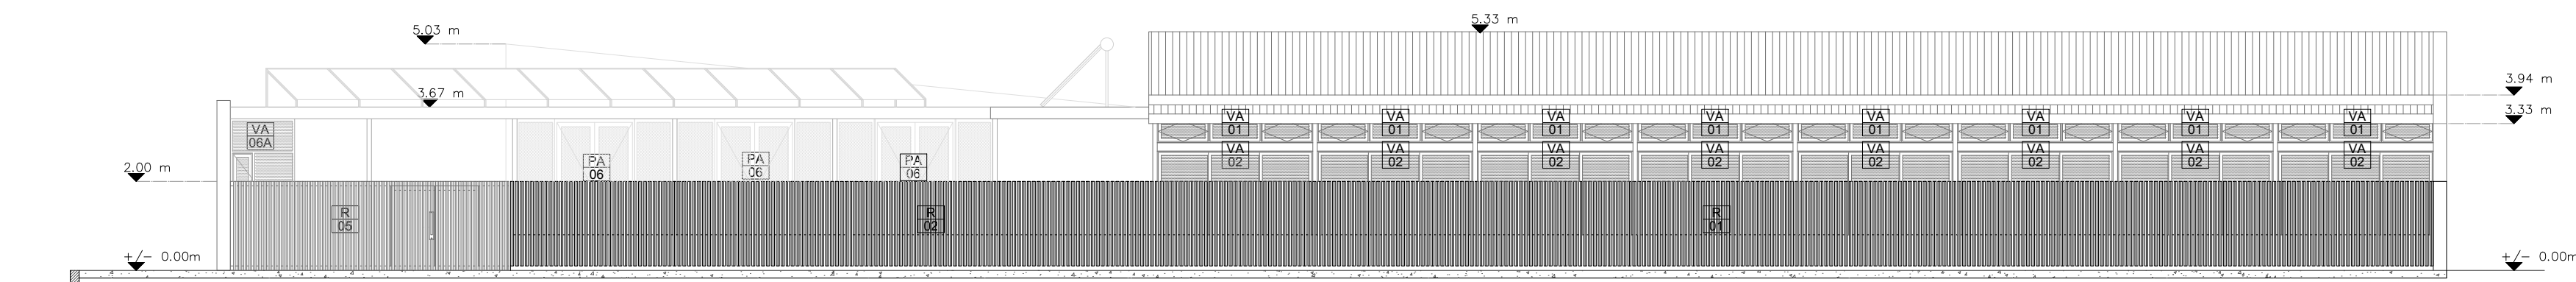 5.33 m
5.03 m
3.94 m
3.67 m
VA VA VA VA VA VA VA VA
01 01 01 01 01 01 01 01
3.33 m
VA
06A
VA VA VA VA VA VA VA VA
02 02 02 02 02 02 02 02
PA PA PA
06 06 06
2.00 m
R R R
05 02 01
+/- 0.00m
+/- 0.00m